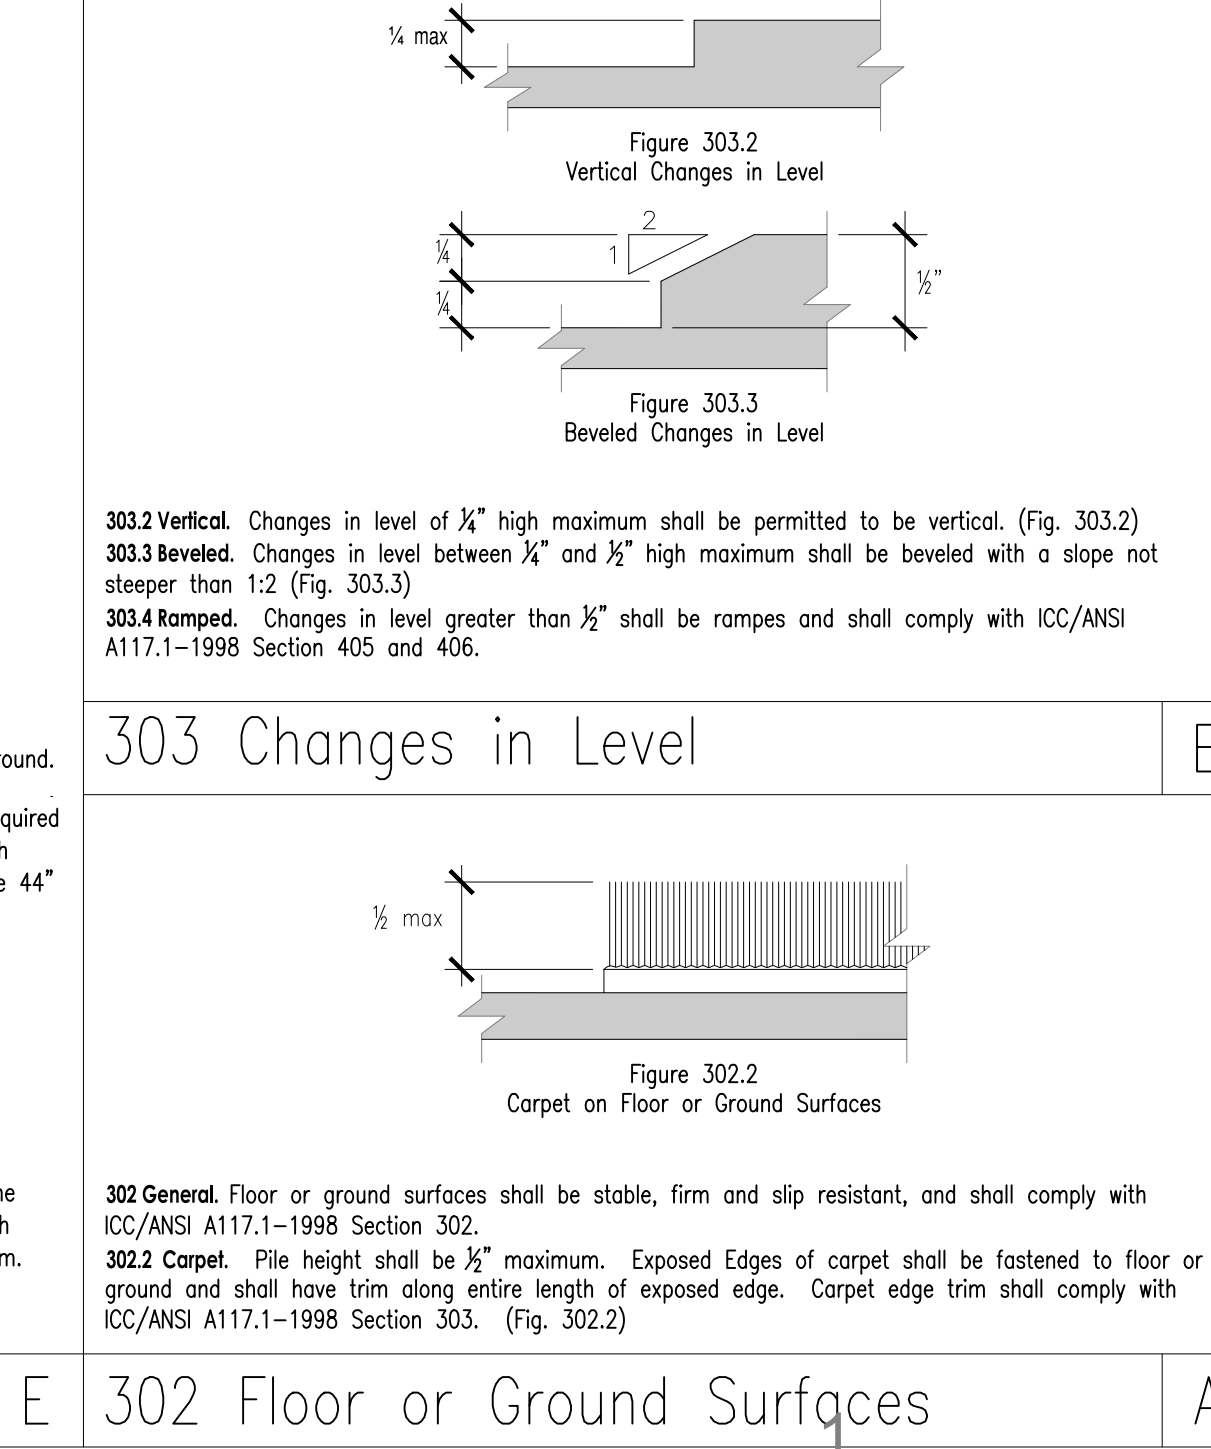 ¼ max
Figure 303.2
Vertical Changes in Level
2
1
¼
¼
½"
Figure 303.3
Beveled Changes in Level
303.2 Vertical. Changes in level of ¼" high maximum shall be permitted to be vertical. (Fig. 303.2)
303.3 Beveled. Changes in level between ¼" and ½" high maximum shall be beveled with a slope not
steeper than 1:2 (Fig. 303.3)
303.4 Ramped. Changes in level greater than ½" shall be rampes and shall comply with ICC/ANSI
A117.1-1998 Section 405 and 406.
303 Changes in Level
44"
½ max
Figure 302.2
Carpet on Floor or Ground Surfaces
302 General. Floor or ground surfaces shall be stable, firm and slip resistant, and shall comply with
ICC/ANSI A117.1-1998 Section 302.
302.2 Carpet. Pile height shall be ½" maximum. Exposed Edges of carpet shall be fastened to floor or
ground and shall have trim along entire length of exposed edge. Carpet edge trim shall comply with
ICC/ANSI A117.1-1998 Section 303. (Fig. 302.2)
E
302 Floor or Ground Surfaces
1